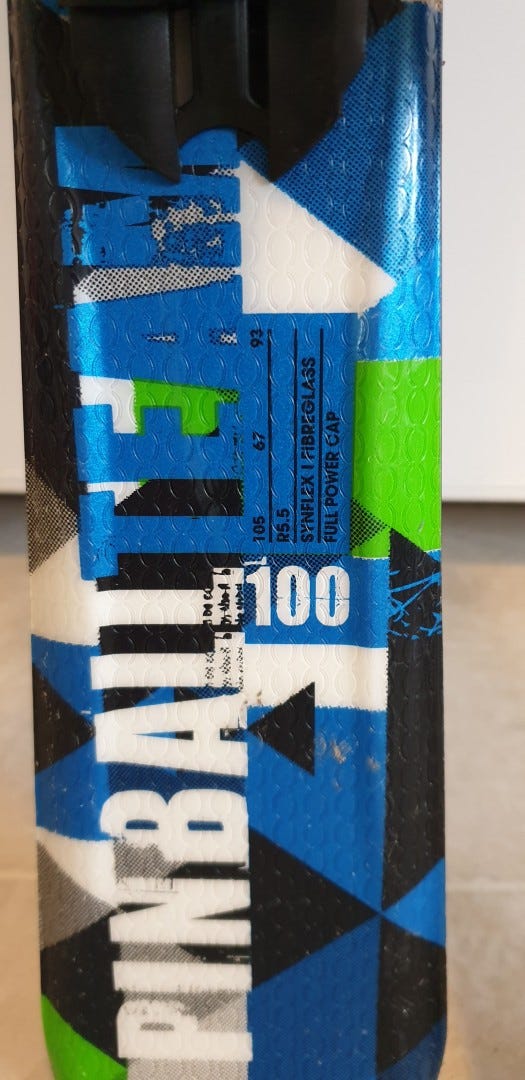 PINBALL TEAM
105 67 93
R5.5
SYNFLEX I FIBREGLASS
FULL POWER CAP
100